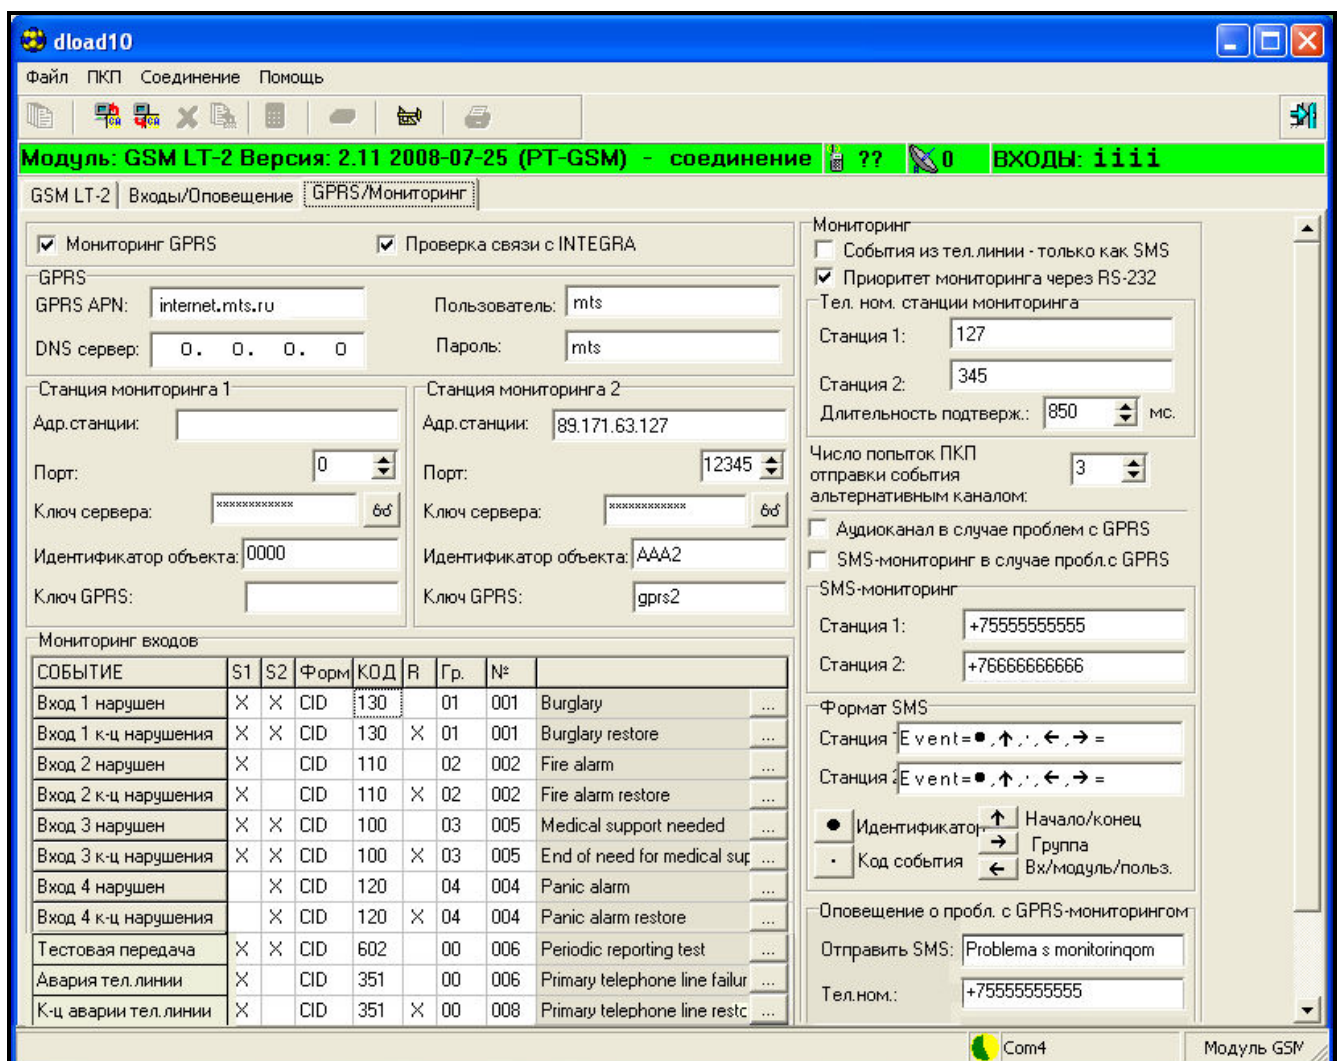 dload10
Файл ПКП Соединение Помощь
Модуль: GSM LT-2 Версия: 2.11 2008-07-25 (PT-GSM) - соединение ?? 0 ВХОДЫ: iiii
GSM LT-2 Входы/Оповещение GPRS/Мониторинг
Мониторинг GPRS Проверка связи с INTEGRA
GPRS
GPRS APN: internet.mts.ru Пользователь: mts
DNS сервер: 0. 0. 0. 0 Пароль: mts
Станция мониторинга 1
Адр.станции:
Порт: 0
Ключ сервера: ************
Идентификатор объекта: 0000
Ключ GPRS:
Станция мониторинга 2
Адр.станции: 89.171.63.127
Порт: 12345
Ключ сервера: ************
Идентификатор объекта: AAA2
Ключ GPRS: gprs2
Мониторинг входов
СОБЫТИЕ S1 S2 Форм КОД R Гр. №
Вход 1 нарушен X X CID 130 01 001 Burglary ...
Вход 1 к-ц нарушения X X CID 130 X 01 001 Burglary restore ...
Вход 2 нарушен X CID 110 02 002 Fire alarm ...
Вход 2 к-ц нарушения X CID 110 X 02 002 Fire alarm restore ...
Вход 3 нарушен X X CID 100 03 005 Medical support needed ...
Вход 3 к-ц нарушения X X CID 100 X 03 005 End of need for medical sup ...
Вход 4 нарушен X CID 120 04 004 Panic alarm ...
Вход 4 к-ц нарушения X CID 120 X 04 004 Panic alarm restore ...
Тестовая передача X X CID 602 00 006 Periodic reporting test ...
Авария тел.линии X CID 351 00 006 Primary telephone line failur ...
К-ц аварии тел.линии X CID 351 X 00 008 Primary telephone line restc ...
Мониторинг
События из тел.линии - только как SMS
Приоритет мониторинга через RS-232
Тел. ном. станции мониторинга
Станция 1: 127
Станция 2: 345
Длительность подтверж.: 850 мс.
Число попыток ПКП
отправки события 3
альтернативным каналом:
Аудиоканал в случае проблем с GPRS
SMS-мониторинг в случае пробл.с GPRS
SMS-мониторинг
Станция 1: +75555555555
Станция 2: +76666666666
Формат SMS
Станция 1 Event=●,↑,·,←,→=
Станция 2 Event=●,↑,·,←,→=
● Идентификатор ↑ Начало/конец
→ Группа
· Код события ← Вх/модуль/польз.
Оповещение о пробл. с GPRS-мониторингом
Отправить SMS: Problema s monitoringom
Тел.ном.: +75555555555
Com4 Модуль GSM